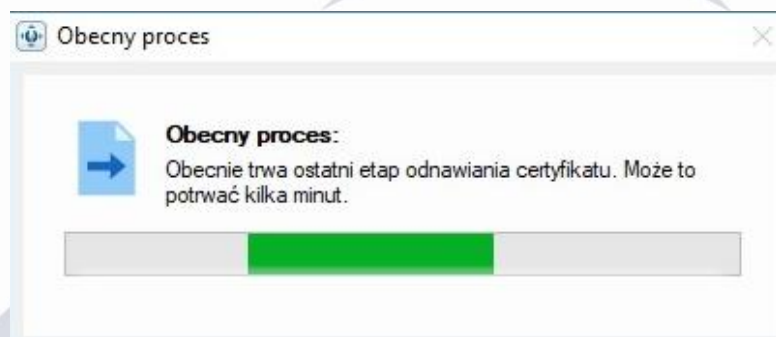 Obecny proces
Obecny proces:
Obecnie trwa ostatni etap odnawiania certyfikatu. Może to
potrwać kilka minut.